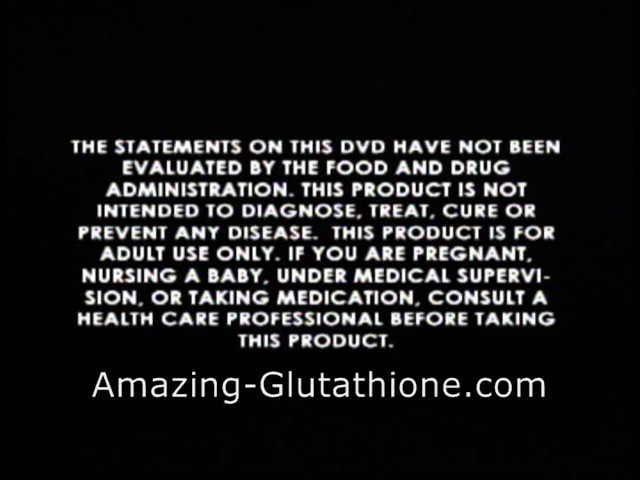 THE STATEMENTS ON THIS DVD HAVE NOT BEEN
EVALUATED BY THE FOOD AND DRUG
ADMINISTRATION. THIS PRODUCT IS NOT
INTENDED TO DIAGNOSE, TREAT, CURE OR
PREVENT ANY DISEASE. THIS PRODUCT IS FOR
ADULT USE ONLY. IF YOU ARE PREGNANT,
NURSING A BABY, UNDER MEDICAL SUPERVI-
SION, OR TAKING MEDICATION, CONSULT A
HEALTH CARE PROFESSIONAL BEFORE TAKING
THIS PRODUCT.
Amazing-Glutathione.com